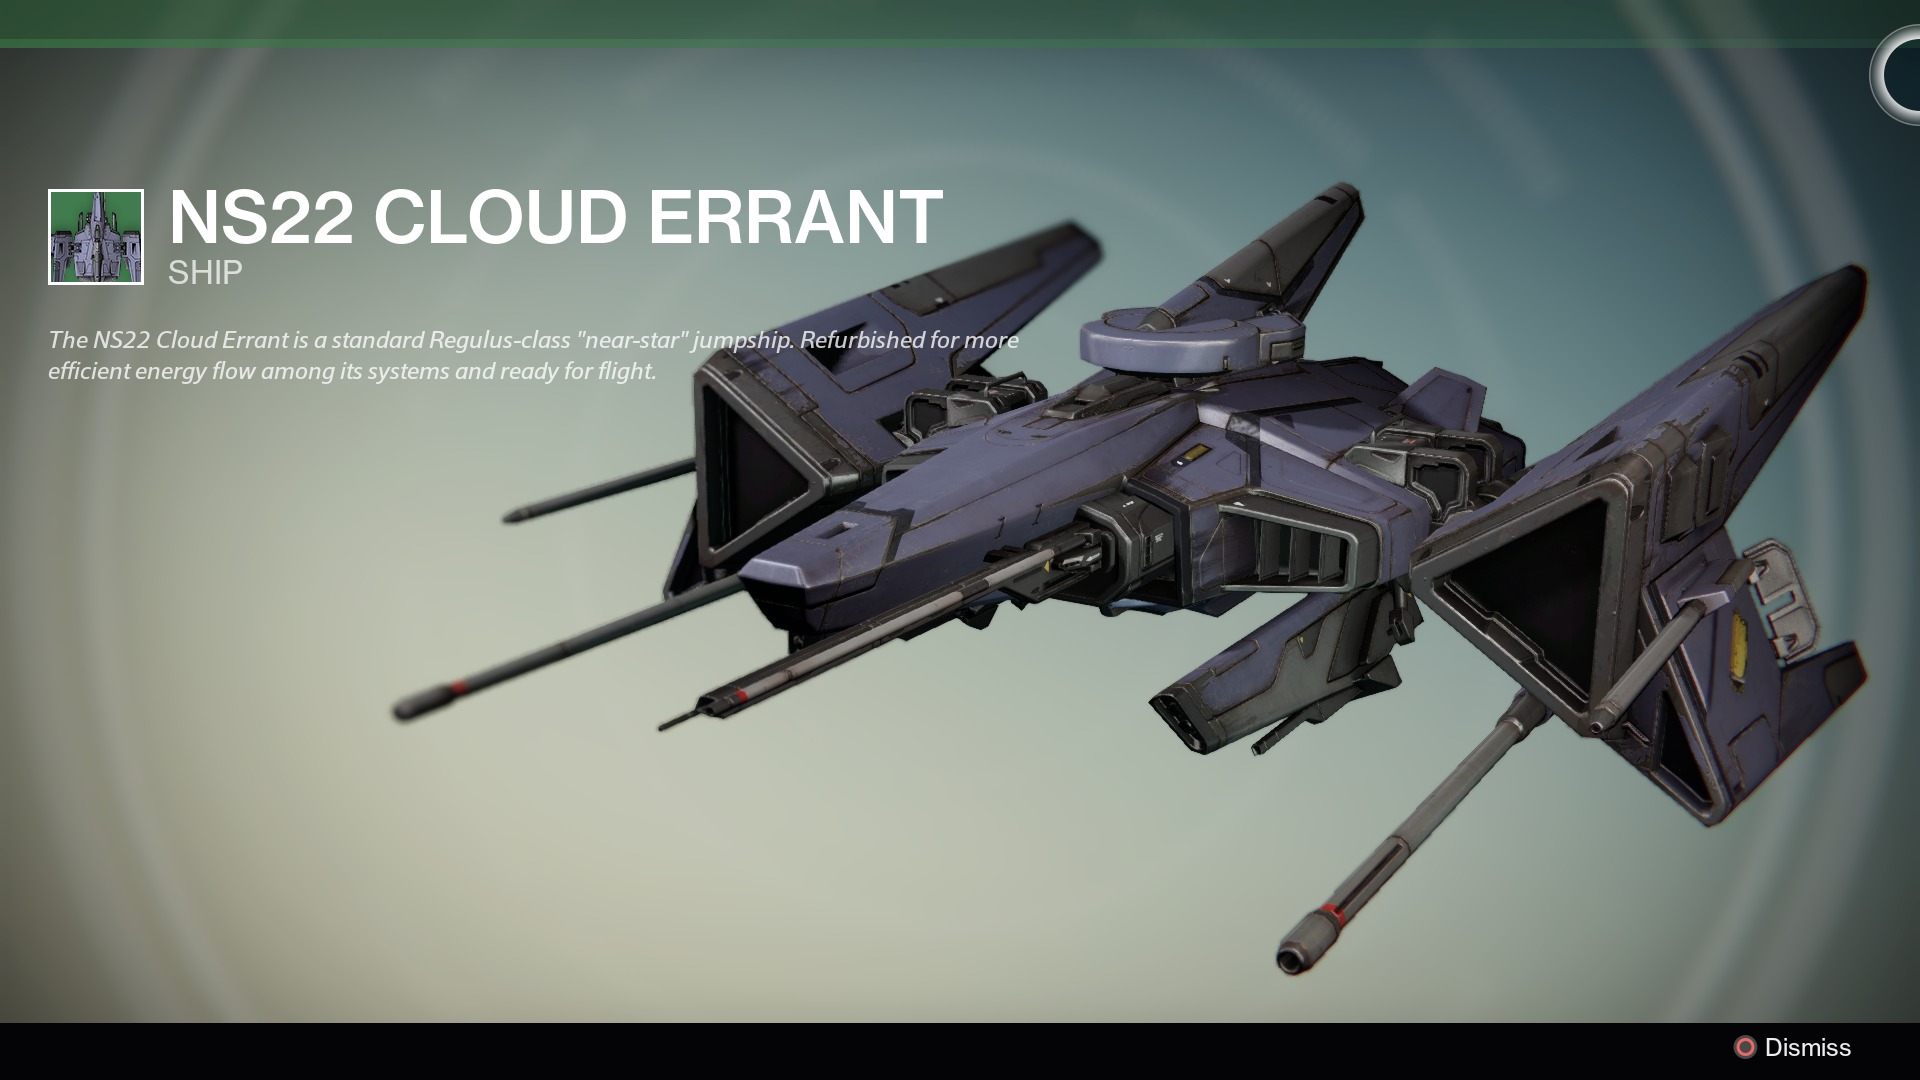 NS22 CLOUD ERRANT
SHIP
The NS22 Cloud Errant is a standard Regulus-class "near-star" jumpship. Refurbished for more
efficient energy flow among its systems and ready for flight.
Dismiss